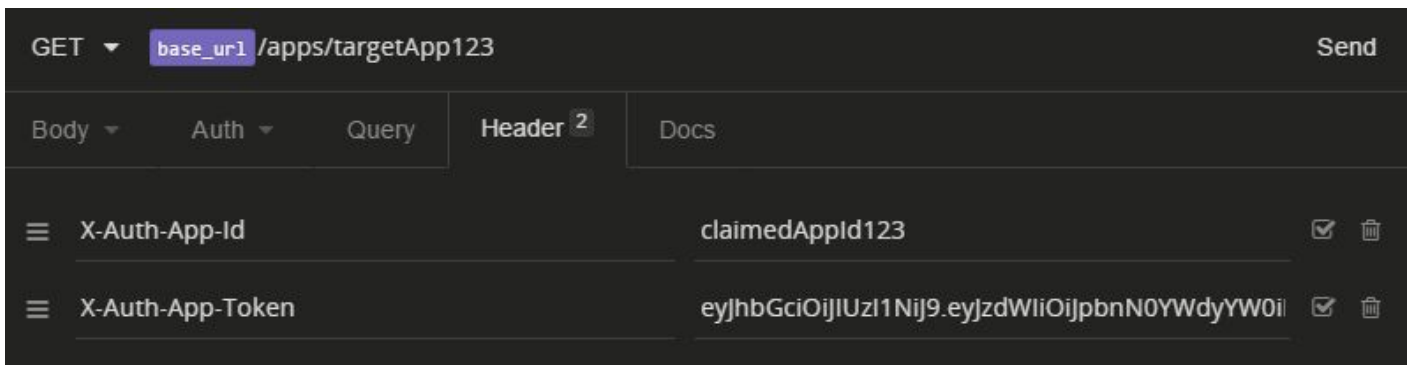 GET base_url /apps/targetApp123 Send
Body Auth Query Header 2 Docs
X-Auth-App-Id claimedAppId123
X-Auth-App-Token eyJhbGciOiJIUzI1NiJ9.eyJzdWIiOiJpbnN0YWdyYW0i